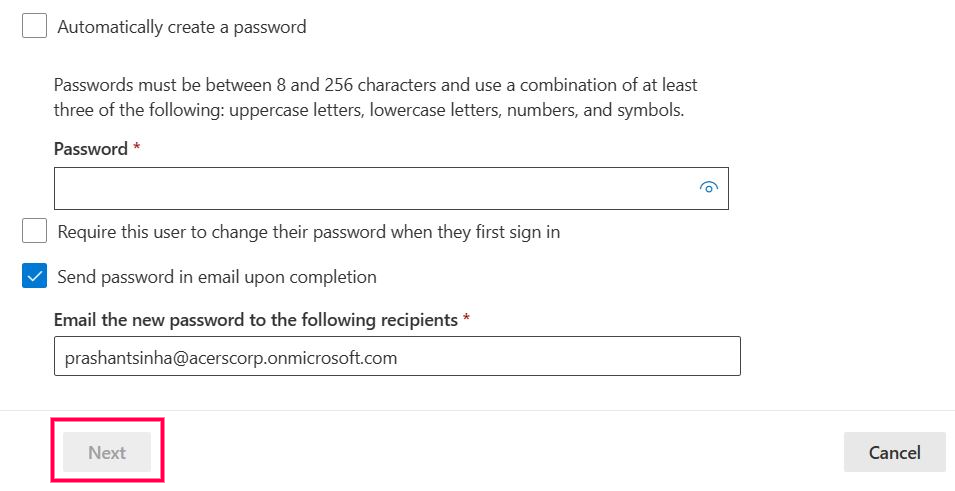 Automatically create a password
Passwords must be between 8 and 256 characters and use a combination of at least
three of the following: uppercase letters, lowercase letters, numbers, and symbols.
Password *
Require this user to change their password when they first sign in
Send password in email upon completion
Email the new password to the following recipients *
prashantsinha@acerscorp.onmicrosoft.com
Next
Cancel